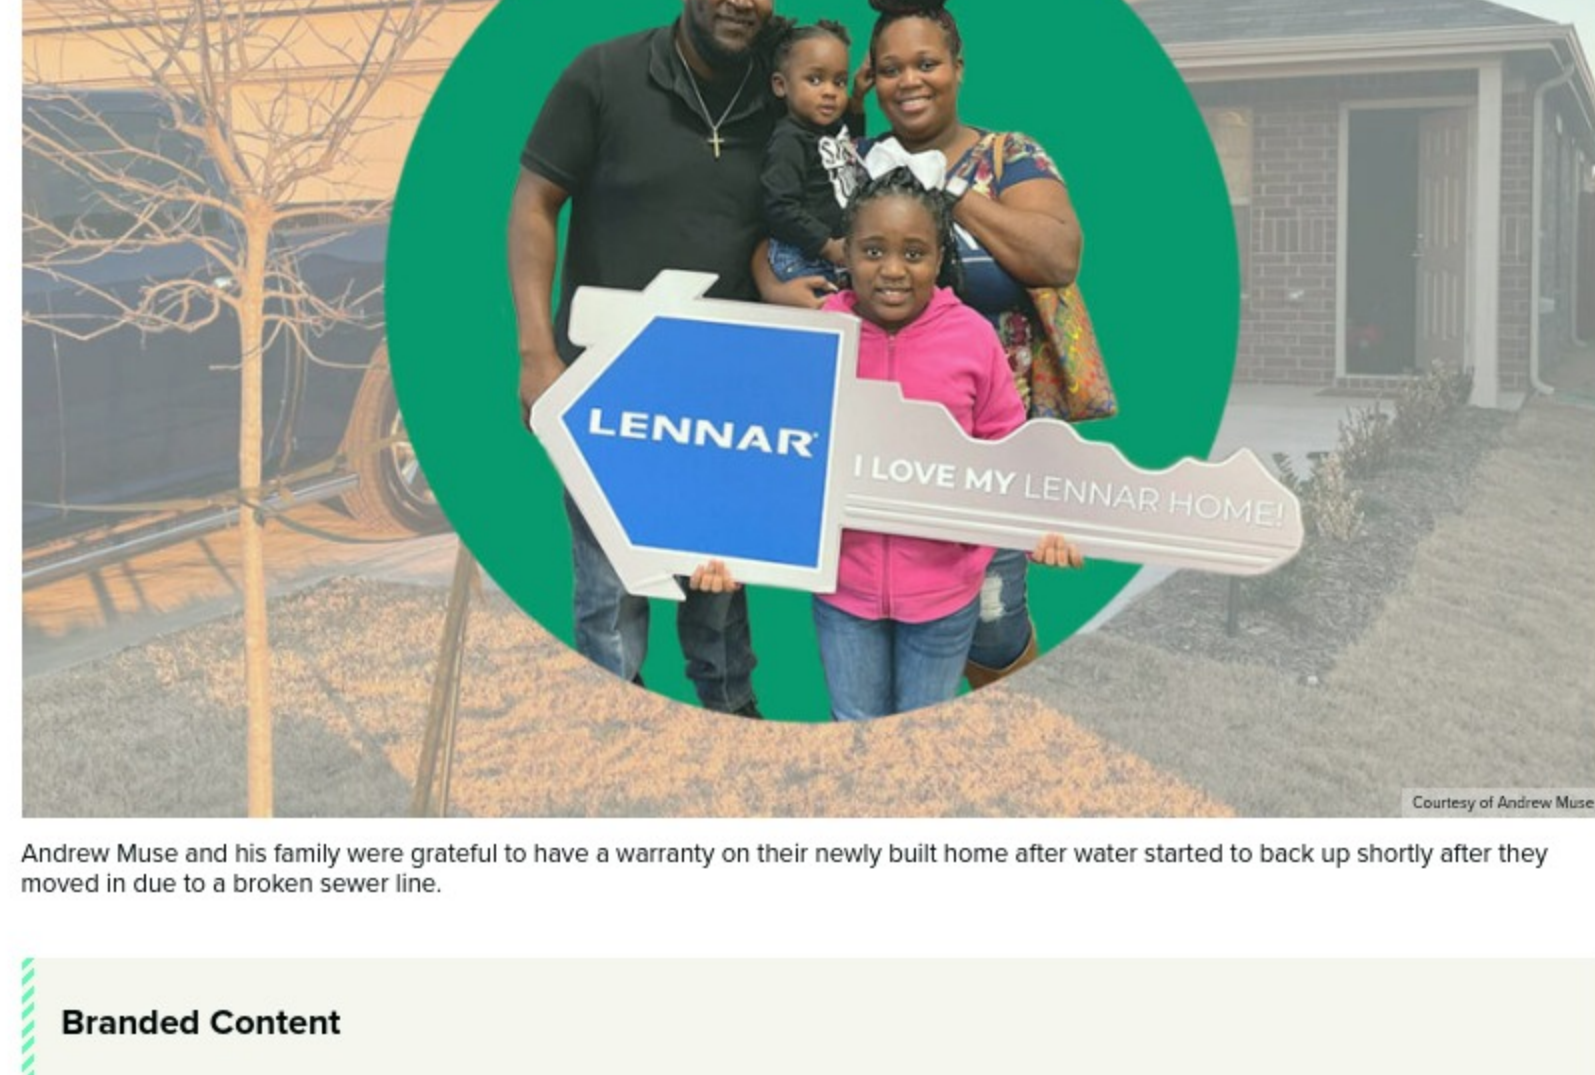 LENNAR
I LOVE MY LENNAR HOME!
Courtesy of Andrew Muse
Andrew Muse and his family were grateful to have a warranty on their newly built home after water started to back up shortly after they
moved in due to a broken sewer line.
Branded Content